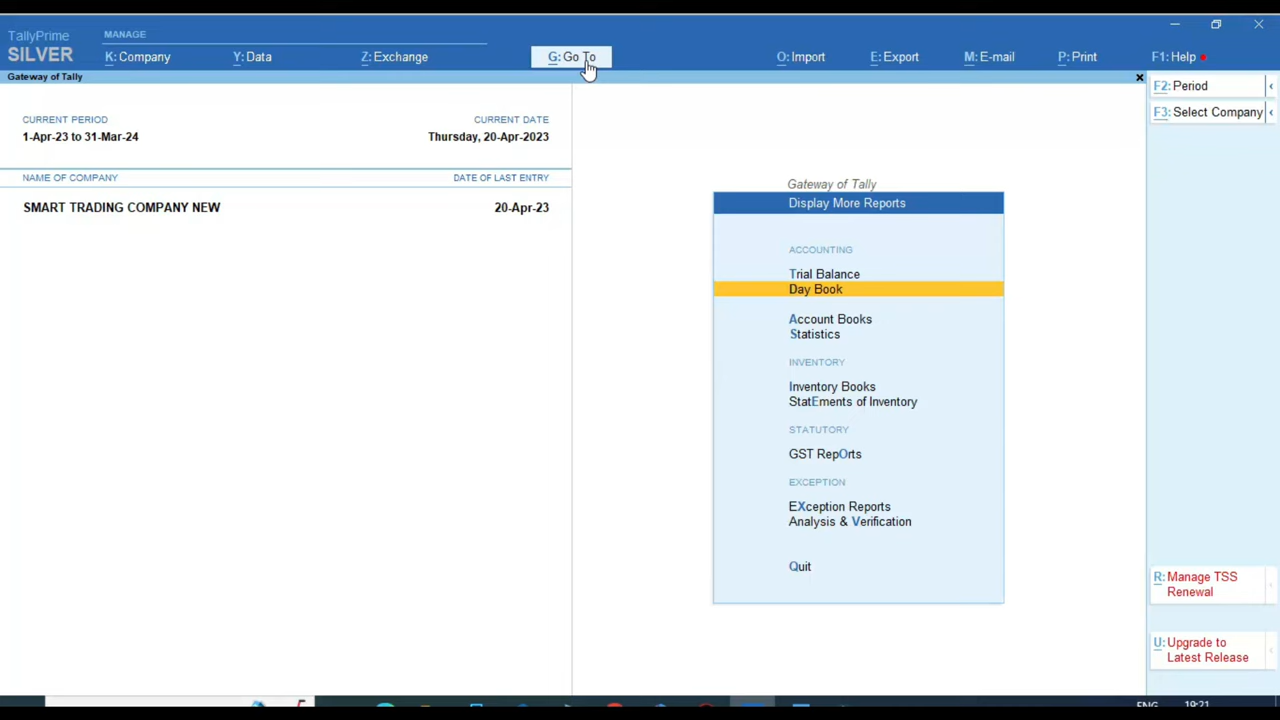 TallyPrime
SILVER
MANAGE
K: Company
Y: Data
Z: Exchange
G: Go To
O: Import
E: Export
M: E-mail
P: Print
F1: Help
Gateway of Tally
F2: Period
F3: Select Company
CURRENT PERIOD
CURRENT DATE
1-Apr-23 to 31-Mar-24
Thursday, 20-Apr-2023
NAME OF COMPANY
DATE OF LAST ENTRY
SMART TRADING COMPANY NEW
20-Apr-23
Gateway of Tally
Display More Reports
ACCOUNTING
Trial Balance
Day Book
Account Books
Statistics
INVENTORY
Inventory Books
StatEments of Inventory
STATUTORY
GST RepOrts
EXCEPTION
EXception Reports
Analysis & Verification
Quit
R: Manage TSS
Renewal
U: Upgrade to
Latest Release
ENG
19:21